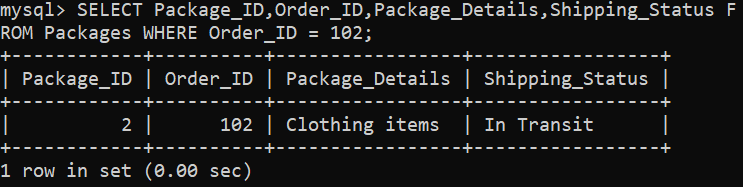 mysql> SELECT Package_ID,Order_ID,Package_Details,Shipping_Status F
ROM Packages WHERE Order_ID = 102;
+------------+----------+-----------------+-----------------+
| Package_ID | Order_ID | Package_Details | Shipping_Status |
+------------+----------+-----------------+-----------------+
|          2 |      102 | Clothing items  | In Transit      |
+------------+----------+-----------------+-----------------+
1 row in set (0.00 sec)